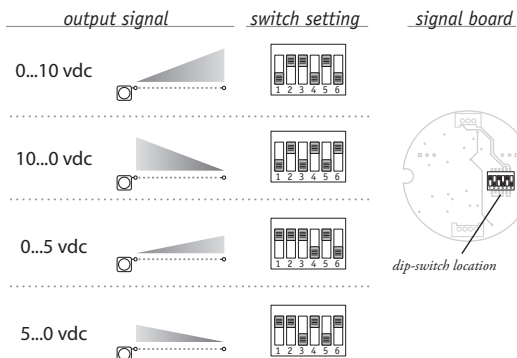 output signal switch setting signal board
0...10 vdc
1 2 3 4 5 6
10...0 vdc
1 2 3 4 5 6
0...5 vdc
1 2 3 4 5 6
dip-switch location
5...0 vdc
1 2 3 4 5 6